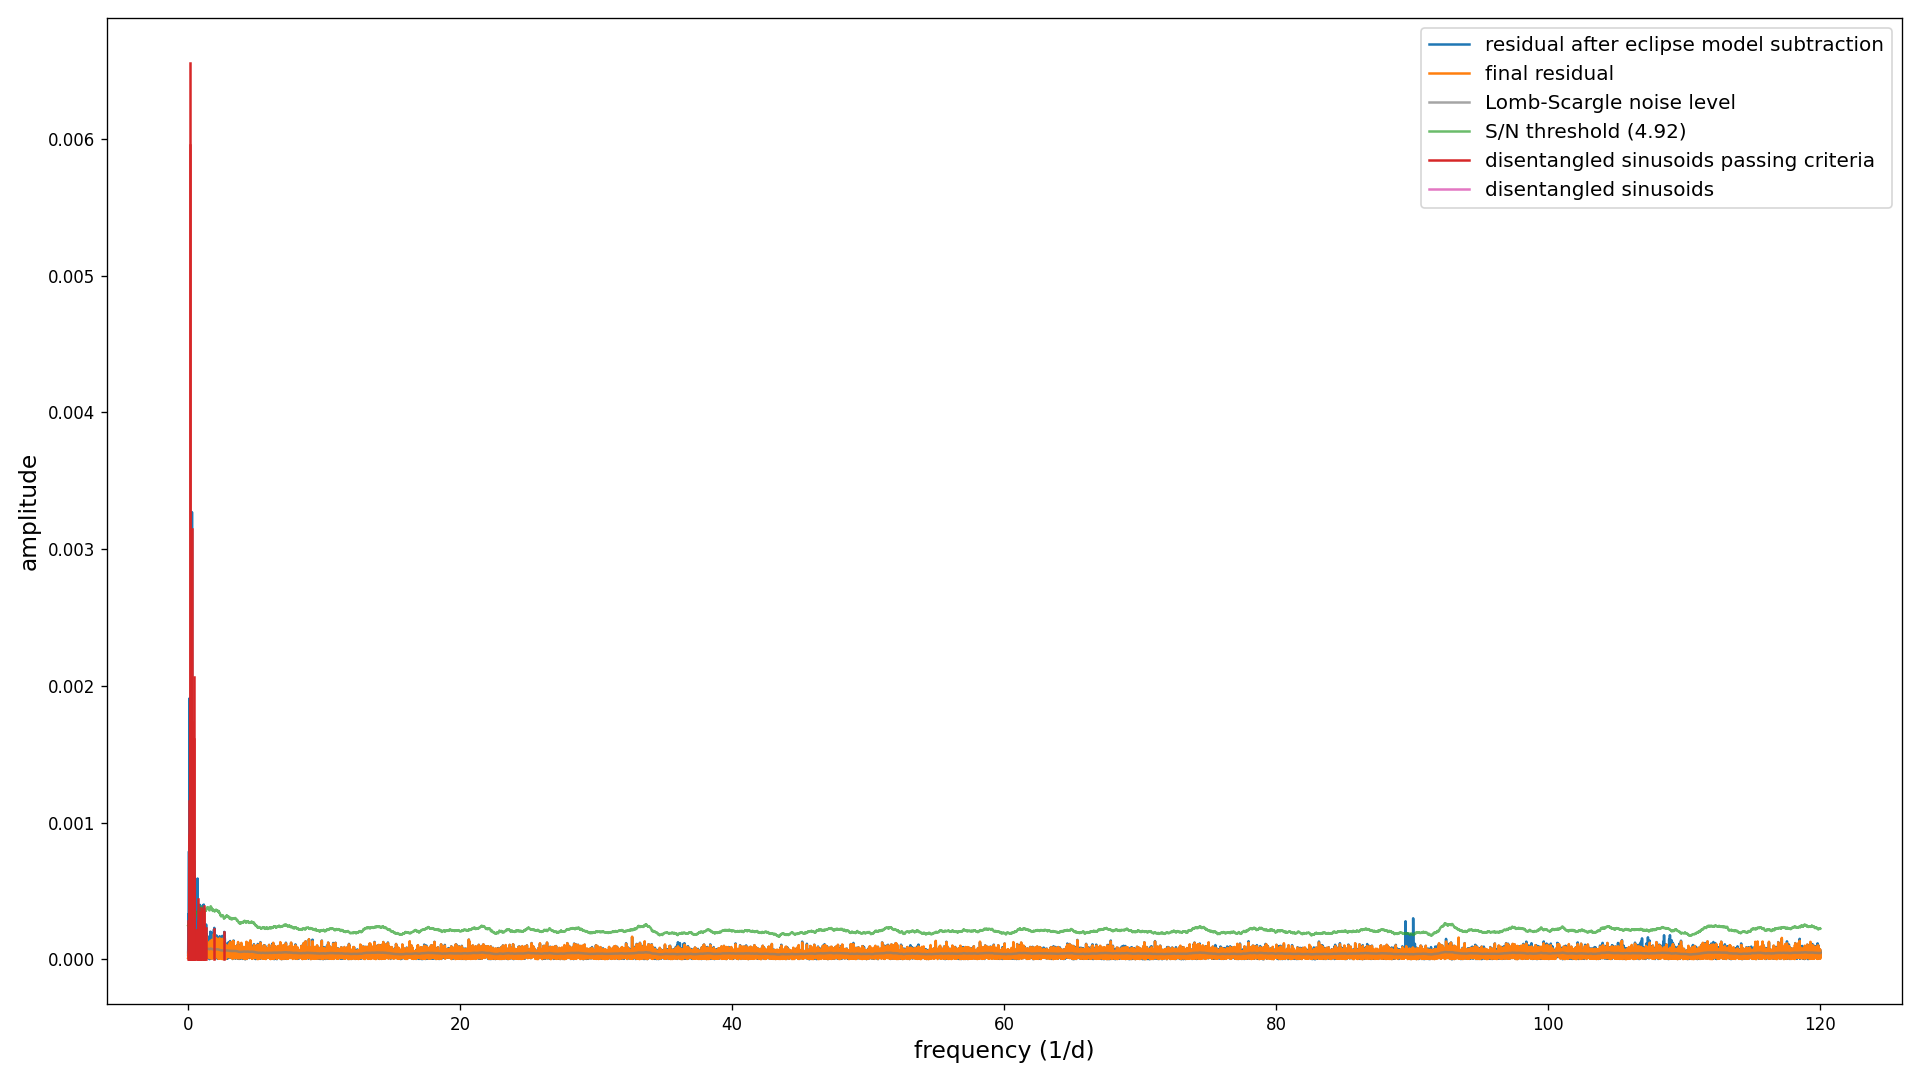 residual after eclipse model subtraction
final residual
Lomb-Scargle noise level
S/N threshold (4.92)
disentangled sinusoids passing criteria
disentangled sinusoids
amplitude
0.006
0.005
0.004
0.003
0.002
0.001
0.000
0 20 40 60 80 100 120
frequency (1/d)